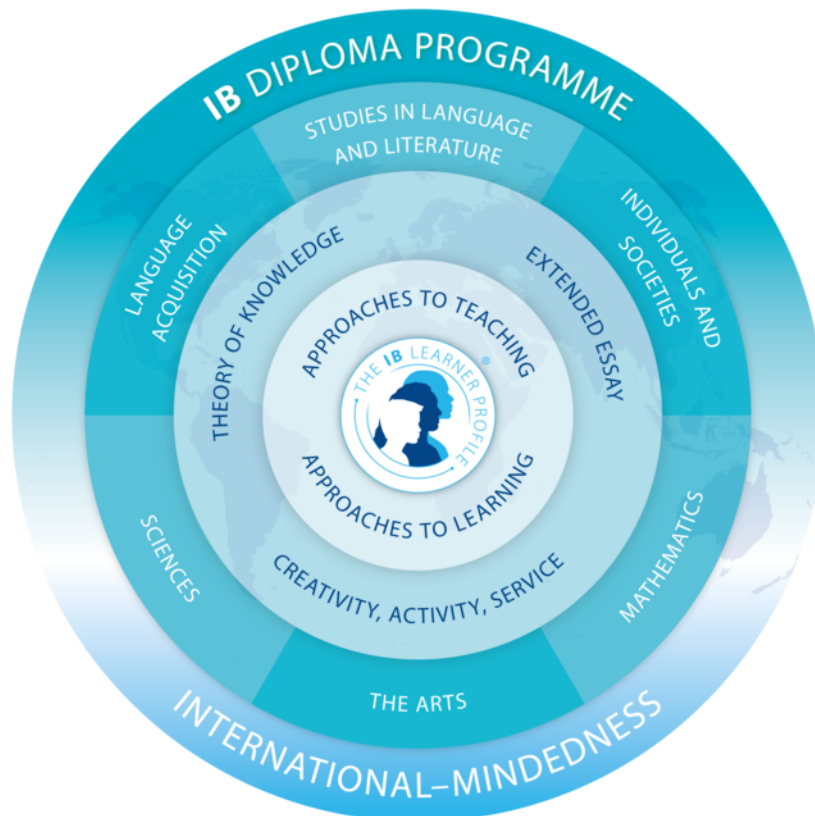 IB DIPLOMA PROGRAMME
STUDIES IN LANGUAGE
AND LITERATURE
LANGUAGE
ACQUISITION
INDIVIDUALS AND
SOCIETIES
THEORY OF KNOWLEDGE
EXTENDED ESSAY
APPROACHES TO TEACHING
THE IB LEARNER PROFILE®
APPROACHES TO LEARNING
CREATIVITY, ACTIVITY, SERVICE
SCIENCES
MATHEMATICS
THE ARTS
INTERNATIONAL–MINDEDNESS